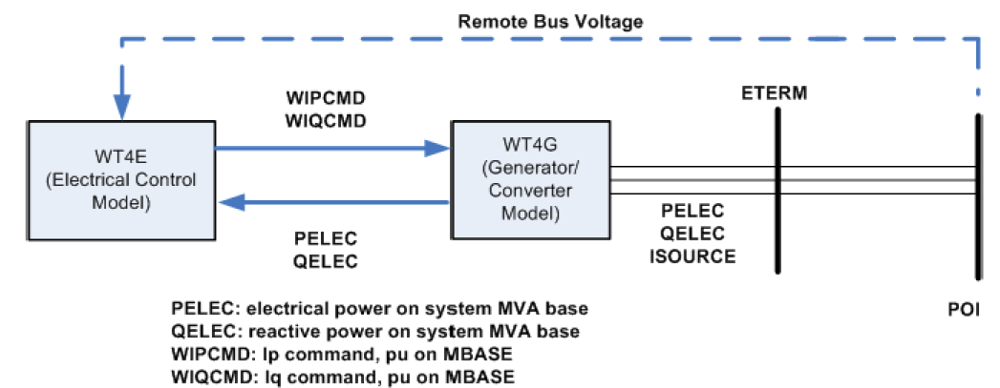 Remote Bus Voltage
WIPCMD
WIQCMD
ETERM
WT4E
(Electrical Control
Model)
WT4G
(Generator/
Converter
Model)
PELEC
QELEC
PELEC
QELEC
ISOURCE
POI
PELEC: electrical power on system MVA base
QELEC: reactive power on system MVA base
WIPCMD: Ip command, pu on MBASE
WIQCMD: Iq command, pu on MBASE